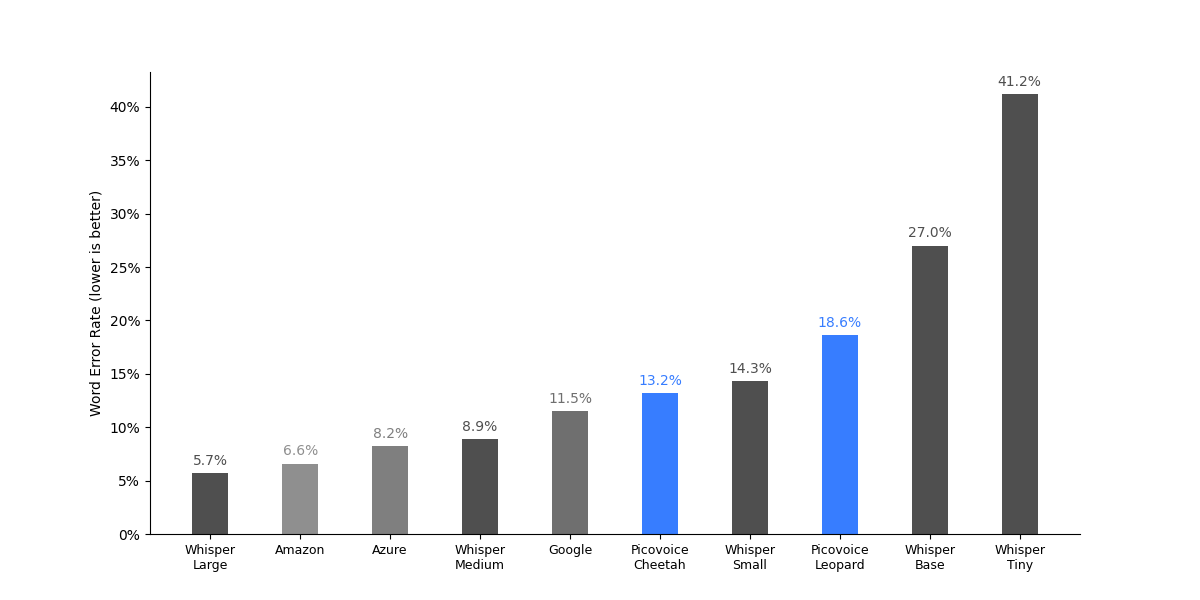 Word Error Rate (lower is better)
40%
35%
30%
25%
20%
15%
10%
5%
0%
5.7%
6.6%
8.2%
8.9%
11.5%
13.2%
14.3%
18.6%
27.0%
41.2%
Whisper
Large
Amazon
Azure
Whisper
Medium
Google
Picovoice
Cheetah
Whisper
Small
Picovoice
Leopard
Whisper
Base
Whisper
Tiny